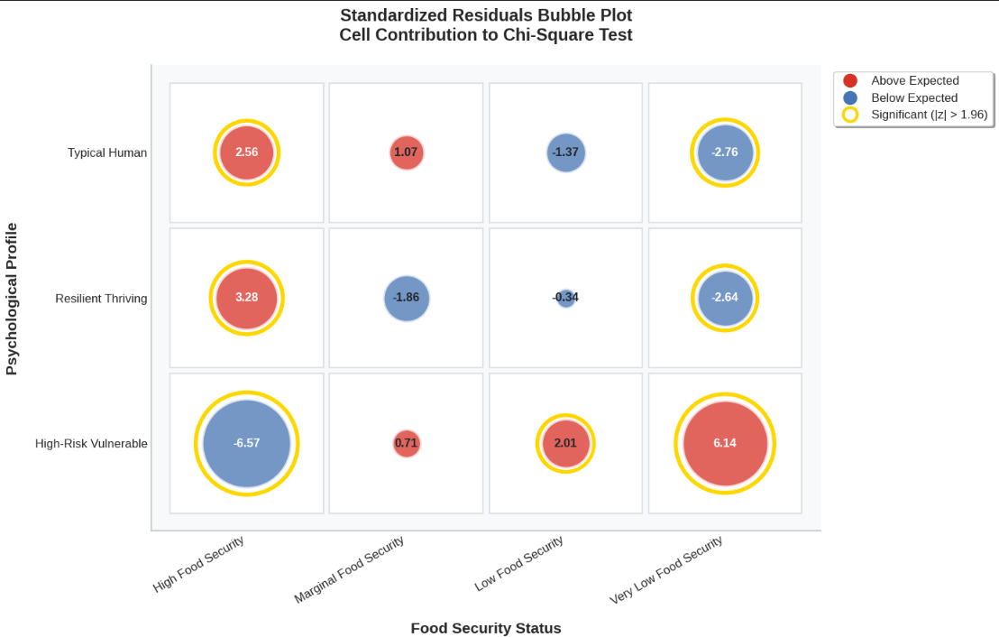 Standardized Residuals Bubble Plot
Cell Contribution to Chi-Square Test
Above Expected
Below Expected
Significant (|z| > 1.96)
Psychological Profile
Typical Human
2.56
1.07
-1.37
-2.76
Resilient Thriving
3.28
-1.86
-0.34
-2.64
High-Risk Vulnerable
-6.57
0.71
2.01
6.14
High Food Security
Marginal Food Security
Low Food Security
Very Low Food Security
Food Security Status